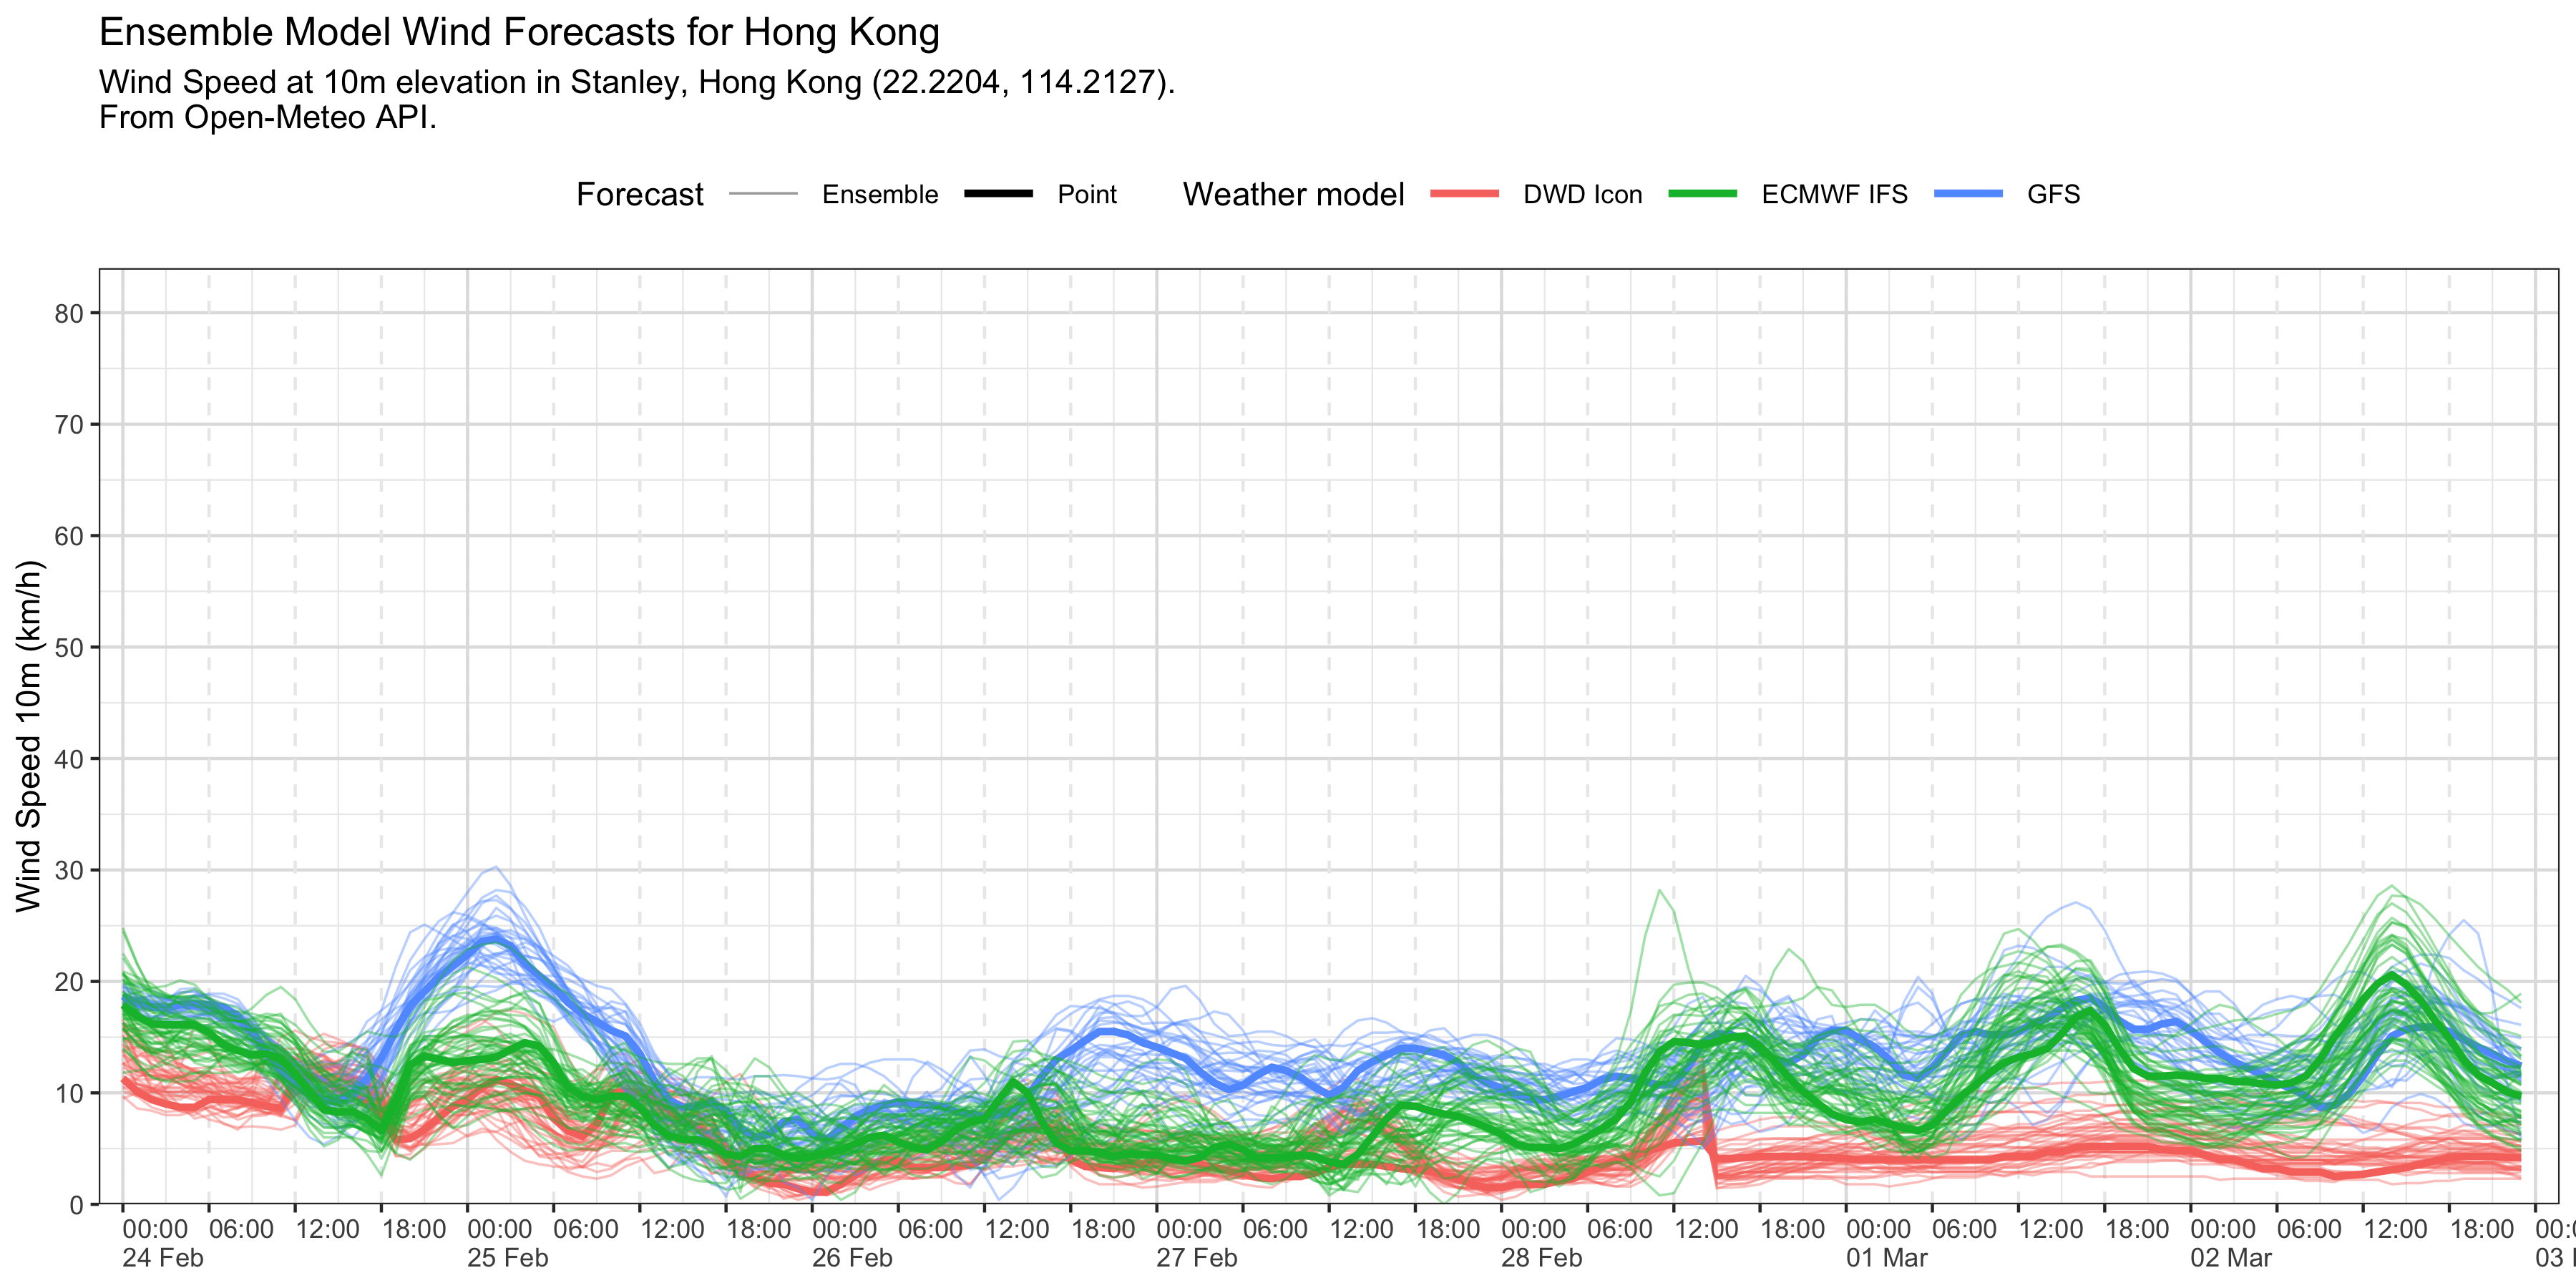 Ensemble Model Wind Forecasts for Hong Kong
Wind Speed at 10m elevation in Stanley, Hong Kong (22.2204, 114.2127).
From Open-Meteo API.
Forecast Ensemble Point Weather model DWD Icon ECMWF IFS GFS
Wind Speed 10m (km/h)
80
70
60
50
40
30
20
10
0
00:00 06:00 12:00 18:00 00:00 06:00 12:00 18:00 00:00 06:00 12:00 18:00 00:00 06:00 12:00 18:00 00:00 06:00 12:00 18:00 00:00 06:00 12:00 18:00 00:00 06:00 12:00 18:00
24 Feb 25 Feb 26 Feb 27 Feb 28 Feb 01 Mar 02 Mar 03